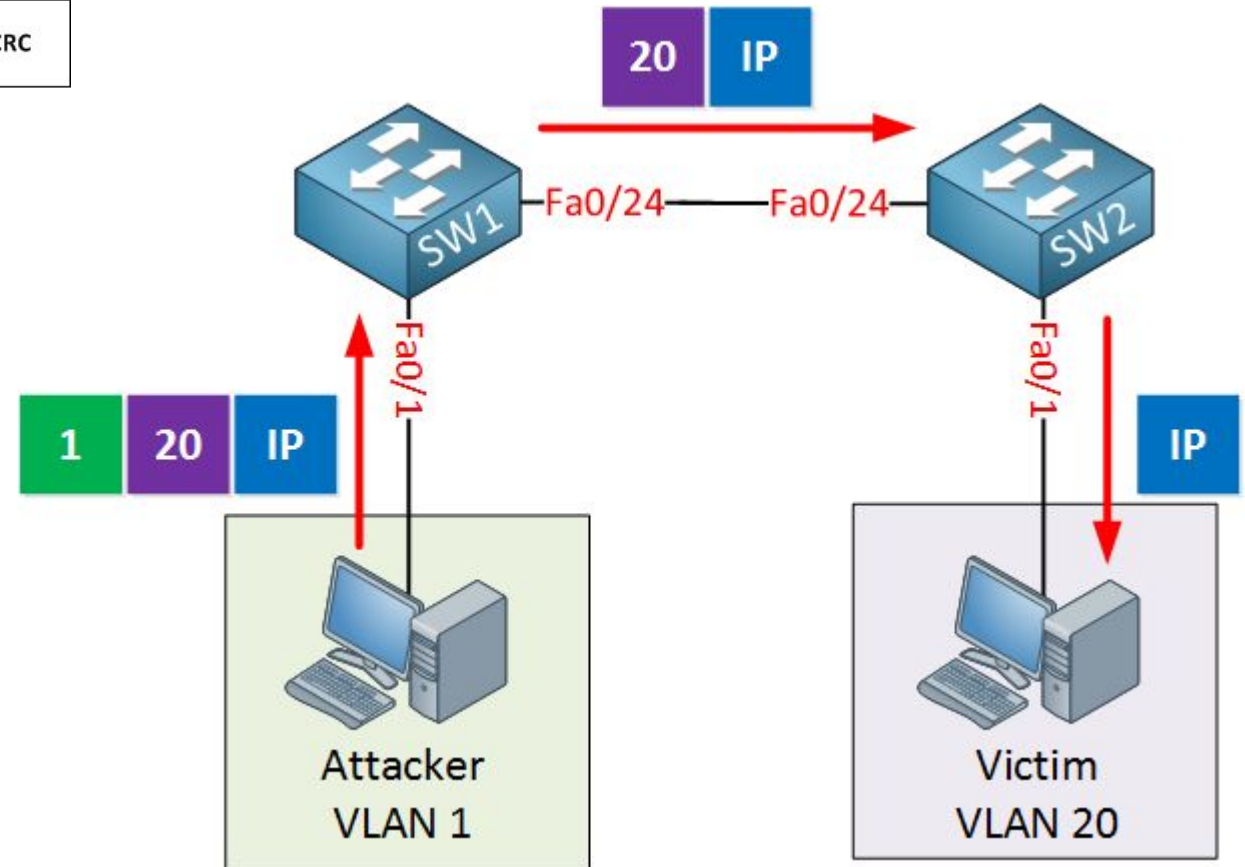 20 IP
SW1
Fa0/24
Fa0/24
SW2
Fa0/1
Fa0/1
1 20 IP
IP
Attacker
VLAN 1
Victim
VLAN 20